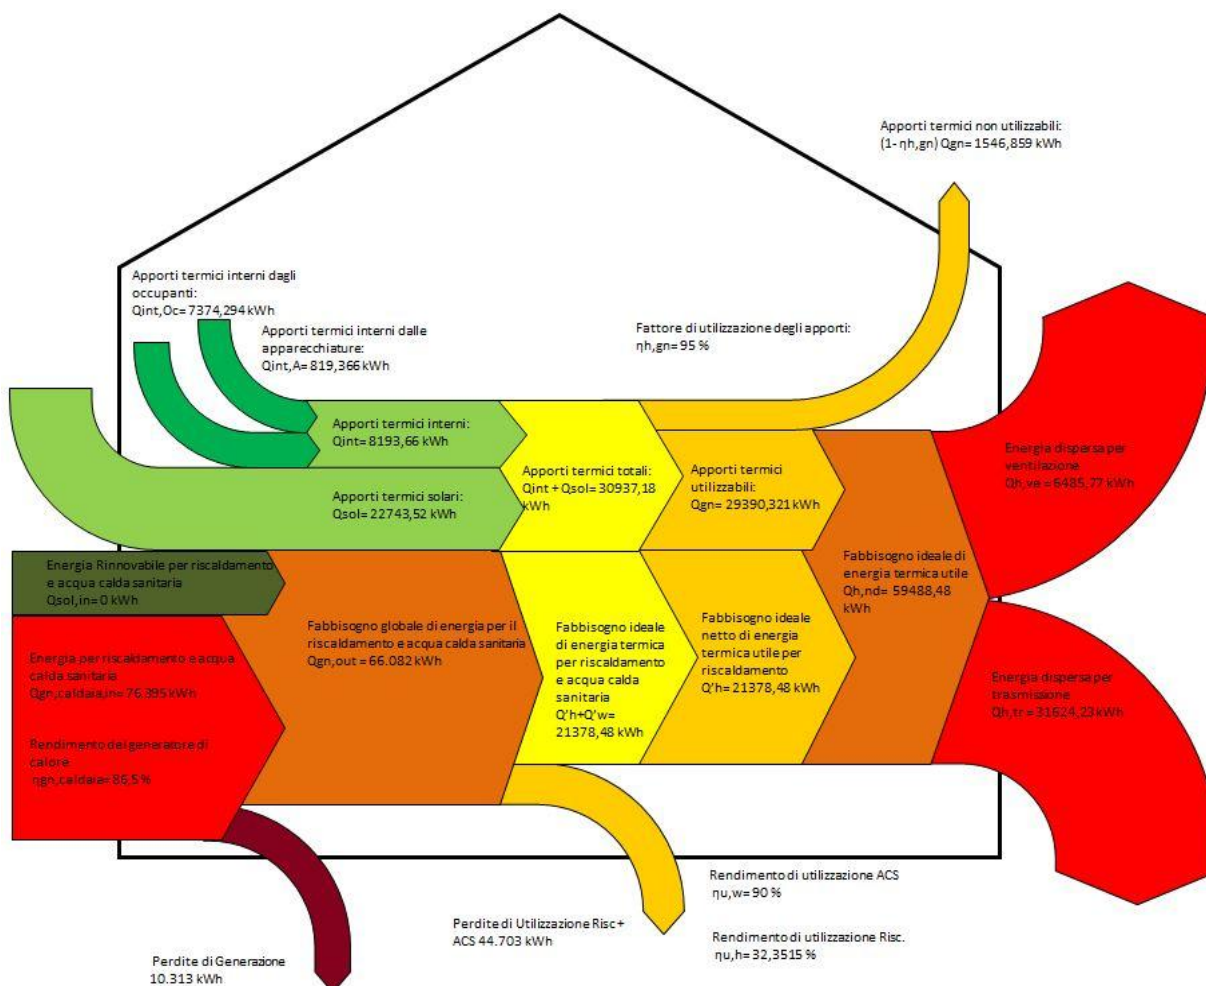 Apporti termici non utilizzabili:
(1- ηh,gn) Qgn= 1546,859 kWh
Apporti termici interni dagli
occupanti:
Qint,Oc= 7374,294 kWh
Apporti termici interni dalle
apparecchiature:
Qint,A= 819,366 kWh
Fattore di utilizzazione degli apporti:
ηh,gn= 95 %
Apporti termici interni:
Qint= 8193,66 kWh
Apporti termici solari:
Qsol= 22743,52 kWh
Apporti termici totali:
Qint + Qsol= 30937,18
kWh
Apporti termici
utilizzabili:
Qgn= 29390,321 kWh
Energia dispersa per
ventilazione
Qh,ve = 6485,77 kWh
Energia Rinnovabile per riscaldamento
e acqua calda sanitaria
Qsol,in= 0 kWh
Fabbisogno ideale di
energia termica utile
Qh,nd= 59488,48
kWh
Fabbisogno globale di energia per il
riscaldamento e acqua calda sanitaria
Qgn,out = 66.082 kWh
Fabbisogno ideale
di energia termica
per riscaldamento
e acqua calda
sanitaria
Q'h+Q'w=
21378,48 kWh
Fabbisogno ideale
netto di energia
termica utile per
riscaldamento
Q'h= 21378,48 kWh
Energia per riscaldamento e acqua
calda sanitaria
Qgn,caldaia,in= 76.395 kWh
Rendimento dei generatore di
calore
ηgn,caldaia= 86,5 %
Energia dispersa per
trasmissione
Qh,tr = 31624,23 kWh
Rendimento di utilizzazione ACS
ηu,w= 90 %
Perdite di Utilizzazione Risc +
ACS 44.703 kWh
Rendimento di utilizzazione Risc.
ηu,h= 32,3515 %
Perdite di Generazione
10.313 kWh